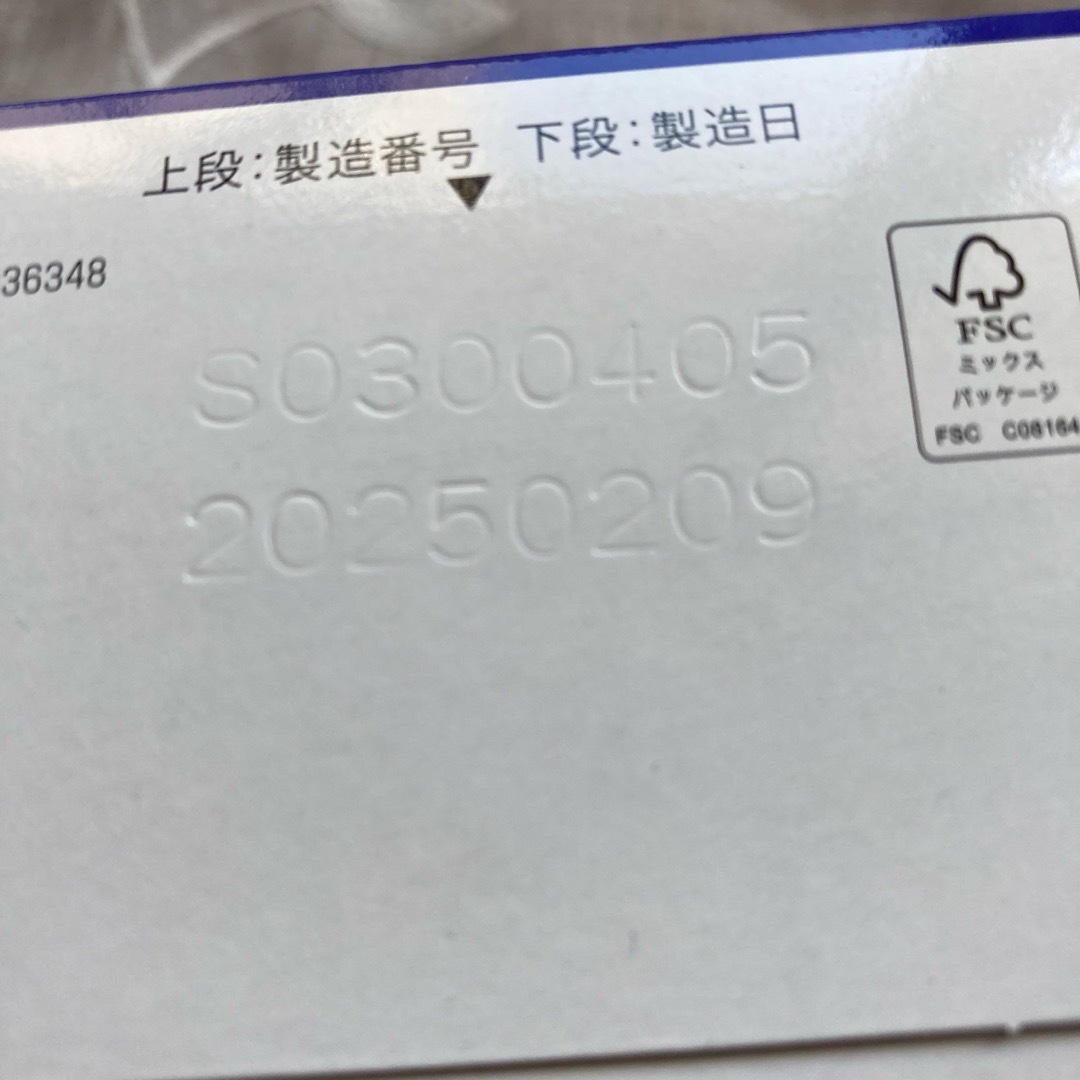 上段:製造番号 下段:製造日
36348
S0300405
20250209
FSC
ミックス
パッケージ
FSC C08164